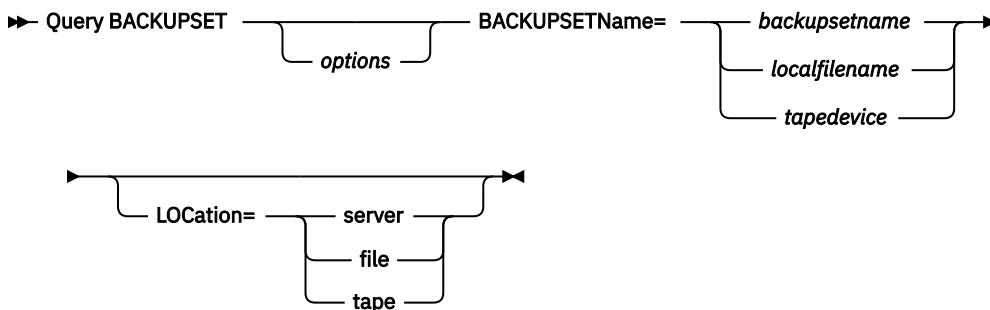 Query BACKUPSET options BACKUPSETName= backupsetname
localfilename
tapedevice
LOCation= server
file
tape